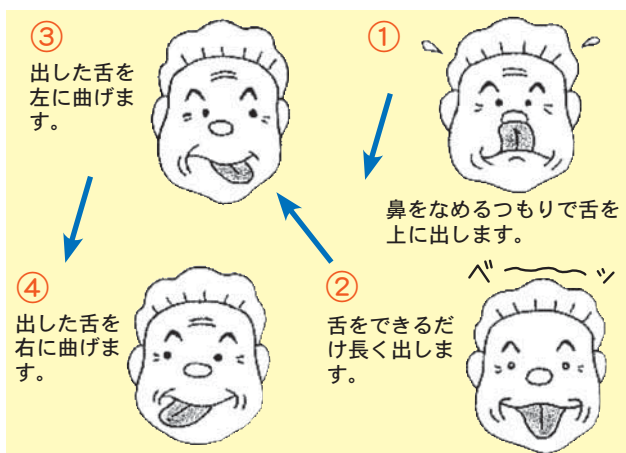 ①
鼻をなめるつもりで舌を
上に出します。
②
ベ〜〜ッ
舌をできるだ
け長く出しま
す。
③
出した舌を
左に曲げま
す。
④
出した舌を
右に曲げま
す。